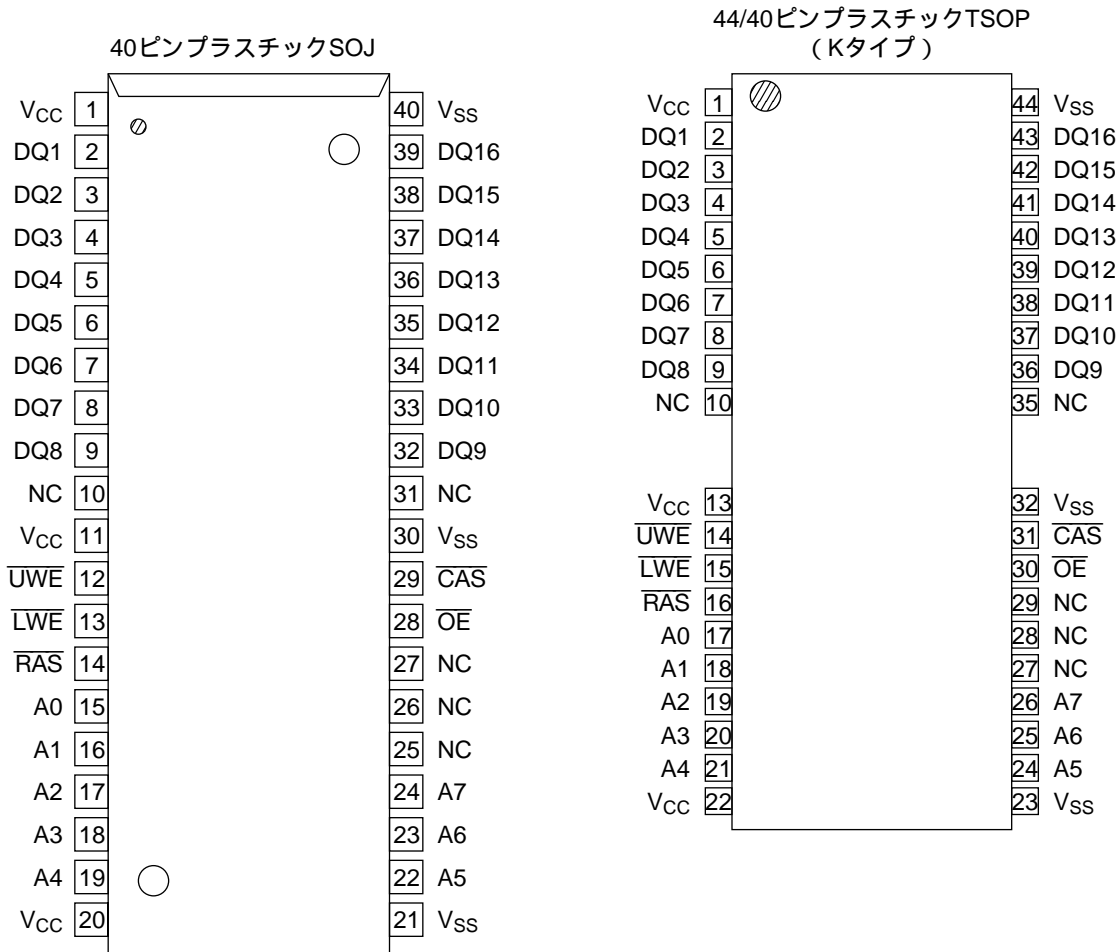 40ピンプラスチックSOJ
VCC 1 40 VSS
DQ1 2 39 DQ16
DQ2 3 38 DQ15
DQ3 4 37 DQ14
DQ4 5 36 DQ13
DQ5 6 35 DQ12
DQ6 7 34 DQ11
DQ7 8 33 DQ10
DQ8 9 32 DQ9
NC 10 31 NC
VCC 11 30 VSS
UWE 12 29 CAS
LWE 13 28 OE
RAS 14 27 NC
A0 15 26 NC
A1 16 25 NC
A2 17 24 A7
A3 18 23 A6
A4 19 22 A5
VCC 20 21 VSS
44/40ピンプラスチックTSOP
(Kタイプ)
VCC 1 44 VSS
DQ1 2 43 DQ16
DQ2 3 42 DQ15
DQ3 4 41 DQ14
DQ4 5 40 DQ13
DQ5 6 39 DQ12
DQ6 7 38 DQ11
DQ7 8 37 DQ10
DQ8 9 36 DQ9
NC 10 35 NC
VCC 13 32 VSS
UWE 14 31 CAS
LWE 15 30 OE
RAS 16 29 NC
A0 17 28 NC
A1 18 27 NC
A2 19 26 A7
A3 20 25 A6
A4 21 24 A5
VCC 22 23 VSS